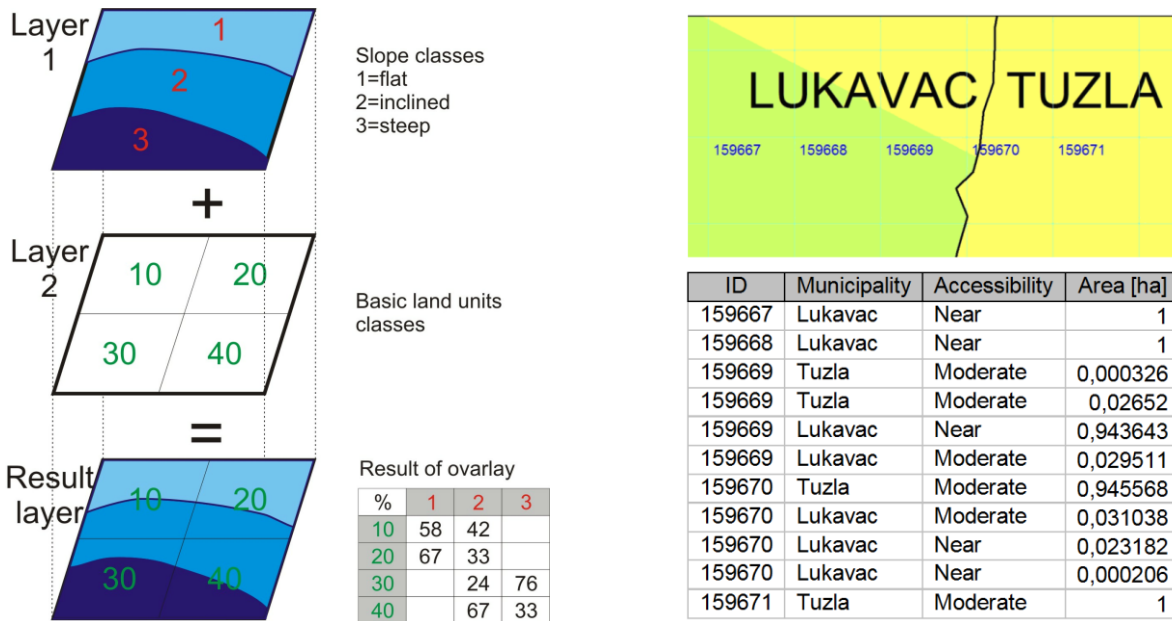 Layer
1
1
2
3
Slope classes
1=flat
2=inclined
3=steep
+
Layer
2
10 20
30 40
Basic land units
classes
=
Result
layer
10 20
30 40
Result of ovarlay
% 1 2 3
10 58 42
20 67 33
30 24 76
40 67 33
LUKAVAC TUZLA
159667 159668 159669 159670 159671
ID Municipality Accessibility Area [ha]
159667 Lukavac Near 1
159668 Lukavac Near 1
159669 Tuzla Moderate 0,000326
159669 Tuzla Moderate 0,02652
159669 Lukavac Near 0,943643
159669 Lukavac Moderate 0,029511
159670 Tuzla Moderate 0,945568
159670 Lukavac Moderate 0,031038
159670 Lukavac Near 0,023182
159670 Lukavac Near 0,000206
159671 Tuzla Moderate 1